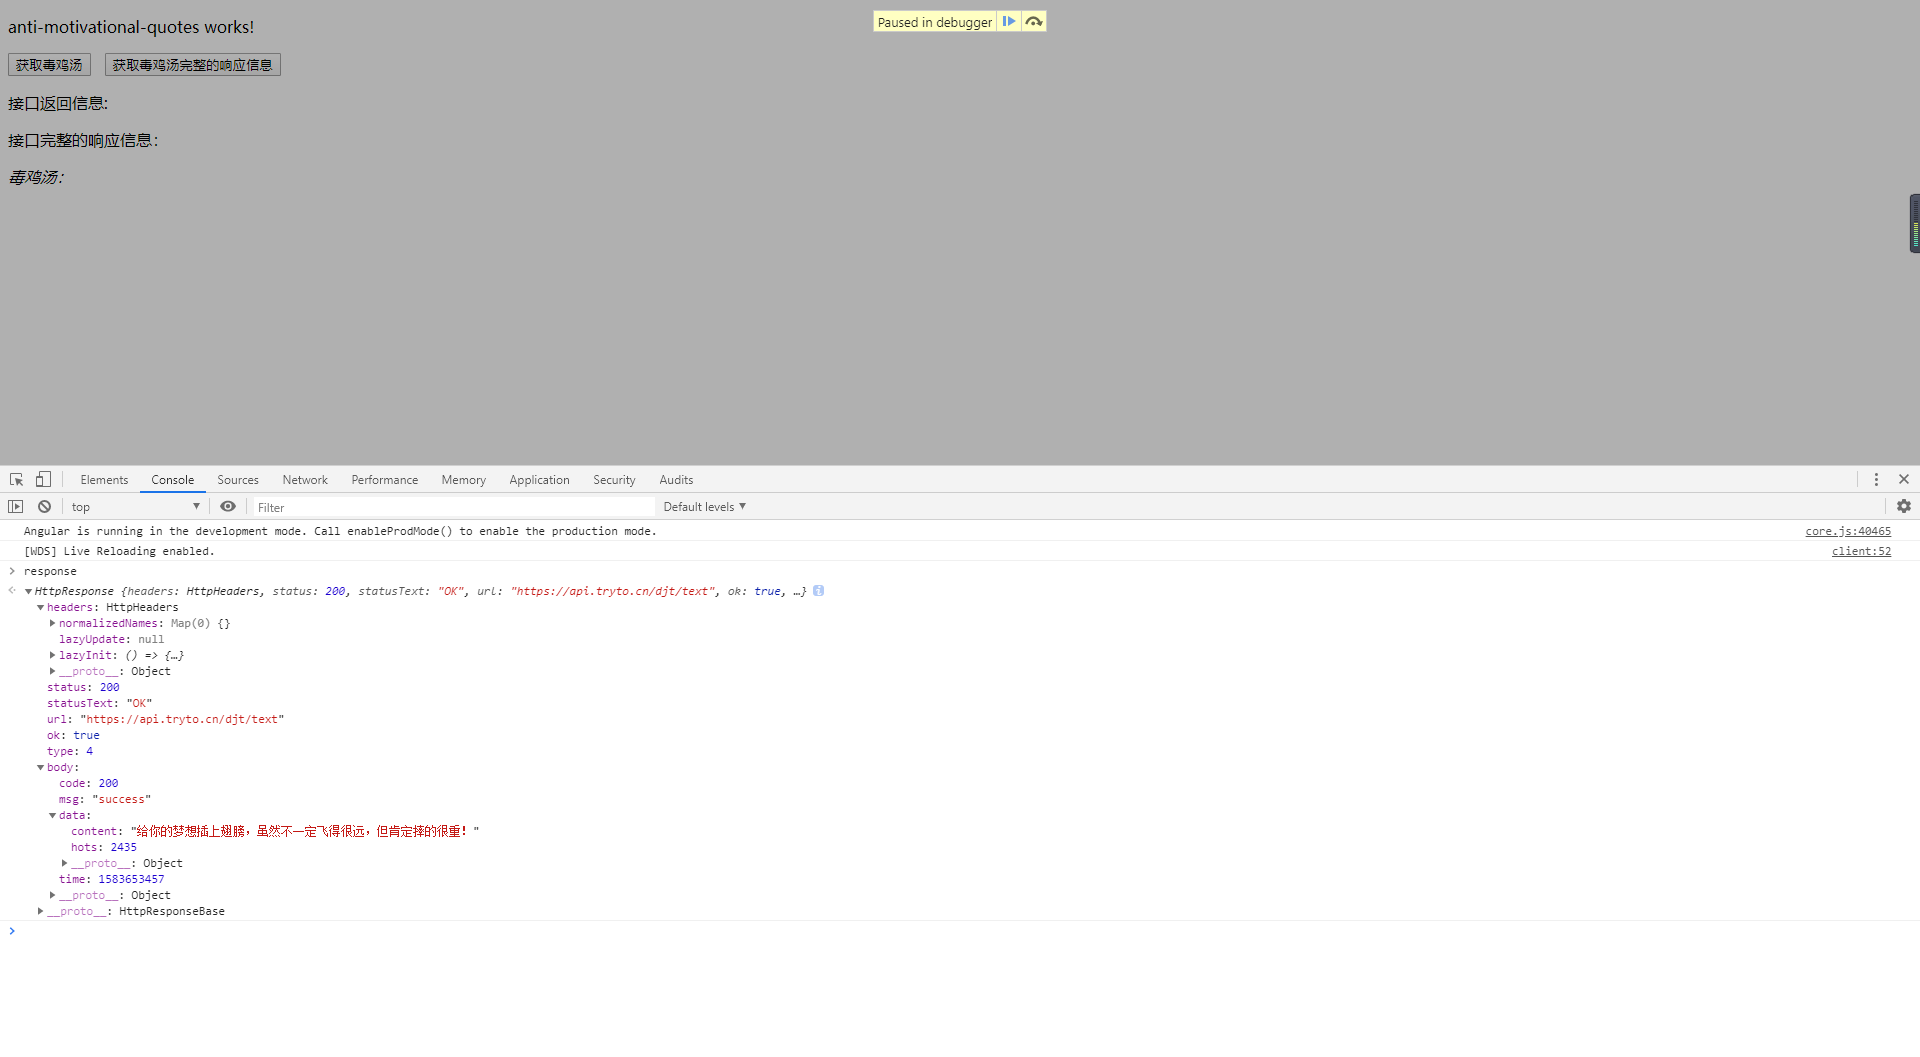 anti-motivational-quotes works!
Paused in debugger
获取毒鸡汤 获取毒鸡汤完整的响应信息
接口返回信息:
接口完整的响应信息：
毒鸡汤：
Elements Console Sources Network Performance Memory Application Security Audits
top ▼ Filter Default levels ▼
Angular is running in the development mode. Call enableProdMode() to enable the production mode. core.js:40465
[WDS] Live Reloading enabled. client:52
> response
HttpResponse {headers: HttpHeaders, status: 200, statusText: "OK", url: "https://api.tryto.cn/djt/text", ok: true, …}
headers: HttpHeaders
normalizedNames: Map(0) {}
lazyUpdate: null
lazyInit: () => {…}
__proto__: Object
status: 200
statusText: "OK"
url: "https://api.tryto.cn/djt/text"
ok: true
type: 4
body:
code: 200
msg: "success"
data:
content: "给你的梦想插上翅膀，虽然不一定飞得很远，但肯定摔的很重！"
hots: 2435
__proto__: Object
time: 1583653457
__proto__: Object
__proto__: HttpResponseBase
>